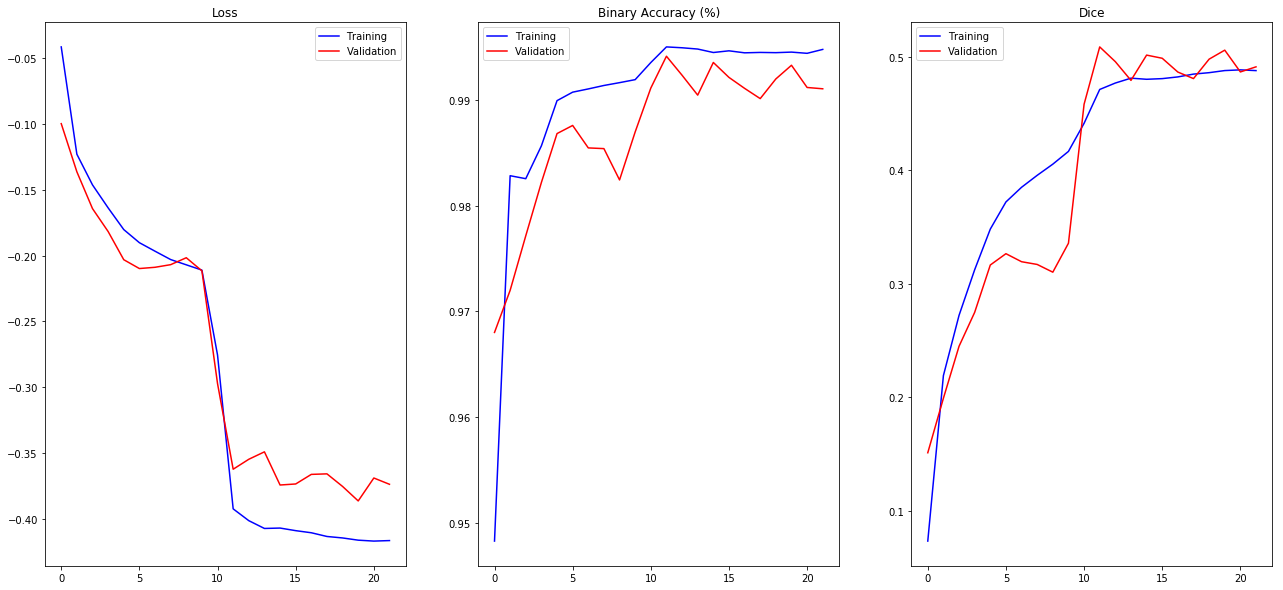 Loss
Training
Validation
−0.05
−0.10
−0.15
−0.20
−0.25
−0.30
−0.35
−0.40
0 5 10 15 20
Binary Accuracy (%)
Training
Validation
0.99
0.98
0.97
0.96
0.95
0 5 10 15 20
Dice
Training
Validation
0.5
0.4
0.3
0.2
0.1
0 5 10 15 20